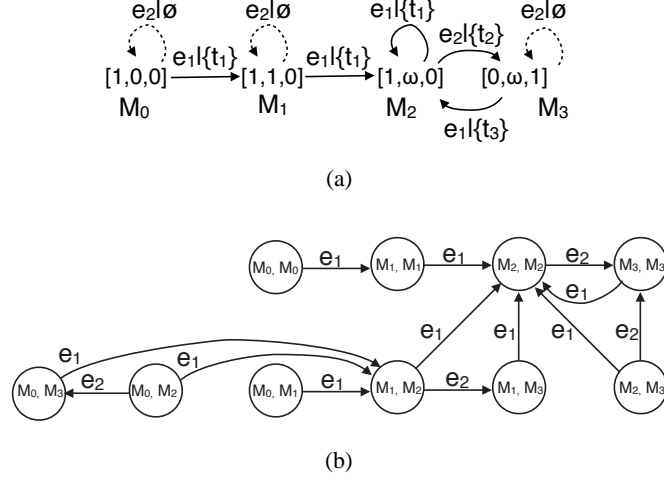 e₂|ø e₂|ø e₁|{t₁} e₂|{t₂} e₂|ø
e₁|{t₁} e₁|{t₁}
[1,0,0] [1,1,0] [1,ω,0] [0,ω,1]
M₀ M₁ M₂ M₃
e₁|{t₃}
(a)
e₁ e₁ e₂
M₀, M₀ M₁, M₁ M₂, M₂ M₃, M₃
e₁
e₁ e₁ e₁ e₁ e₁ e₂
e₂ e₁ e₂
M₀, M₃ M₀, M₂ M₀, M₁ M₁, M₂ M₁, M₃ M₂, M₃
(b)